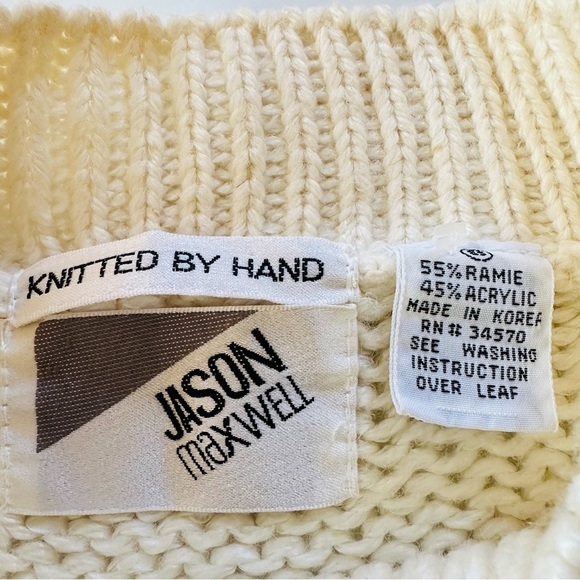 KNITTED BY HAND
JASON
maxWELL
55% RAMIE
45% ACRYLIC
MADE IN KOREA
RN # 34570
SEE WASHING
INSTRUCTION
OVER LEAF